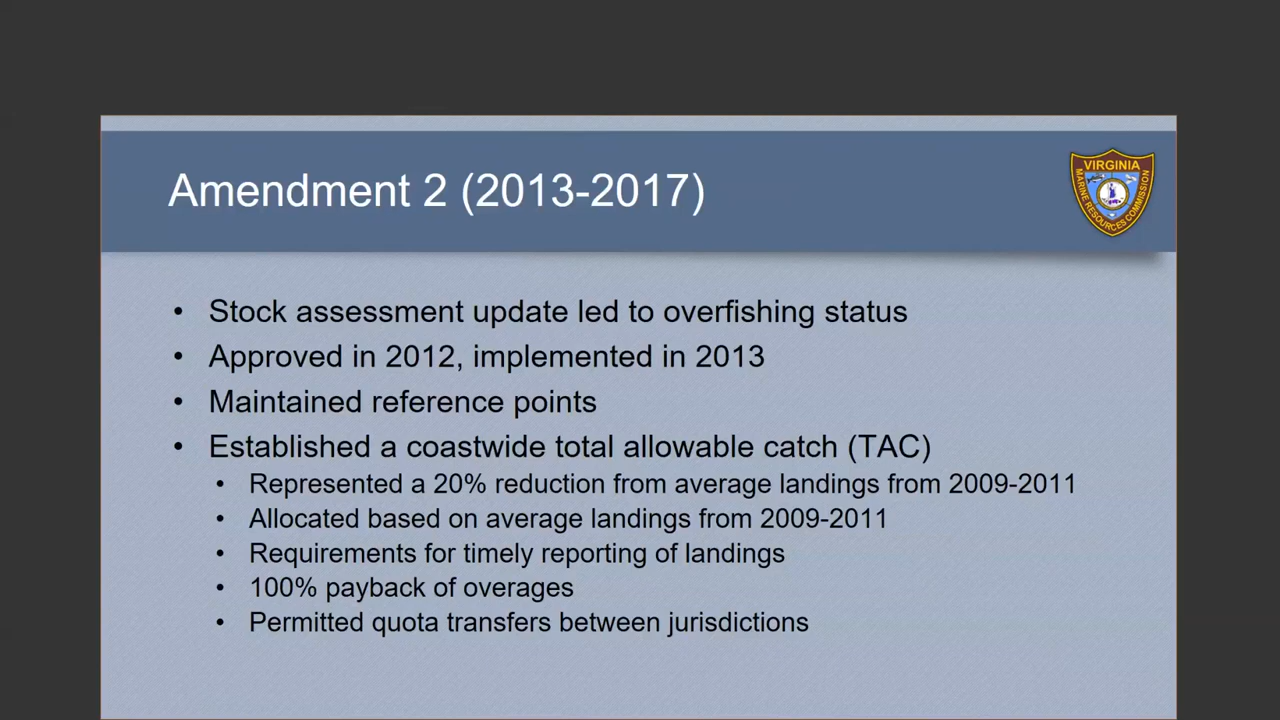 Amendment 2 (2013-2017)
VIRGINIA
MARINE RESOURCES COMMISSION
• Stock assessment update led to overfishing status
• Approved in 2012, implemented in 2013
• Maintained reference points
• Established a coastwide total allowable catch (TAC)
• Represented a 20% reduction from average landings from 2009-2011
• Allocated based on average landings from 2009-2011
• Requirements for timely reporting of landings
• 100% payback of overages
• Permitted quota transfers between jurisdictions